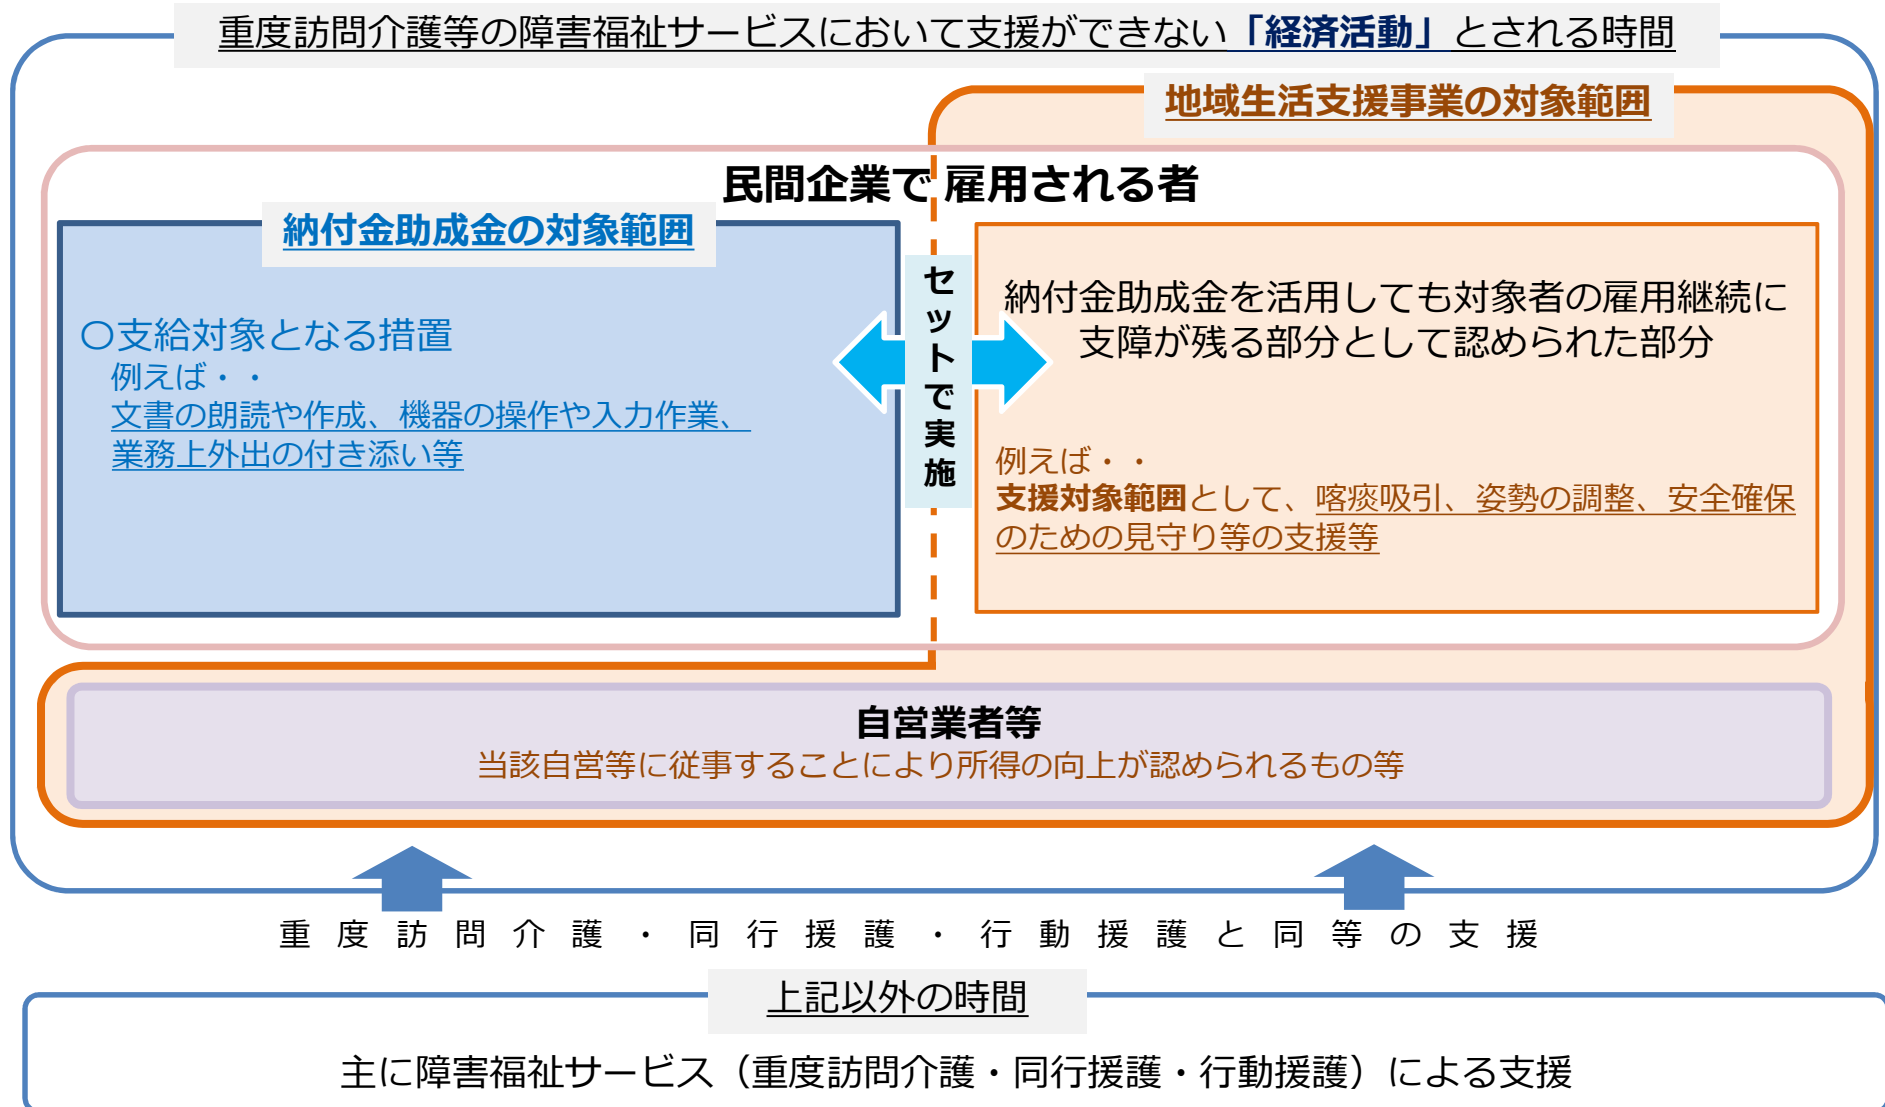 重度訪問介護等の障害福祉サービスにおいて支援ができない「経済活動」とされる時間
地域生活支援事業の対象範囲
民間企業で 雇用される者
納付金助成金の対象範囲
〇支給対象となる措置
例えば・・
文書の朗読や作成、機器の操作や入力作業、
業務上外出の付き添い等
セットで実施
納付金助成金を活用しても対象者の雇用継続に
支障が残る部分として認められた部分
例えば・・
支援対象範囲として、喀痰吸引、姿勢の調整、安全確保
のための見守り等の支援等
自営業者等
当該自営等に従事することにより所得の向上が認められるもの等
重度訪問介護・同行援護・行動援護と同等の支援
上記以外の時間
主に障害福祉サービス（重度訪問介護・同行援護・行動援護）による支援